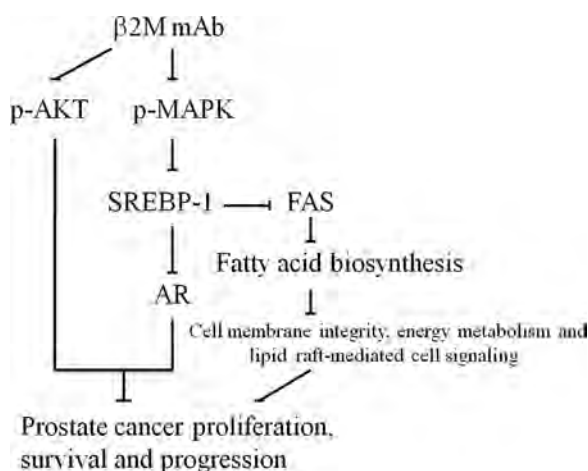 β2M mAb
p-AKT
p-MAPK
SREBP-1
FAS
Fatty acid biosynthesis
AR
Cell membrane integrity, energy metabolism and
lipid raft-mediated cell signaling
Prostate cancer proliferation,
survival and progression